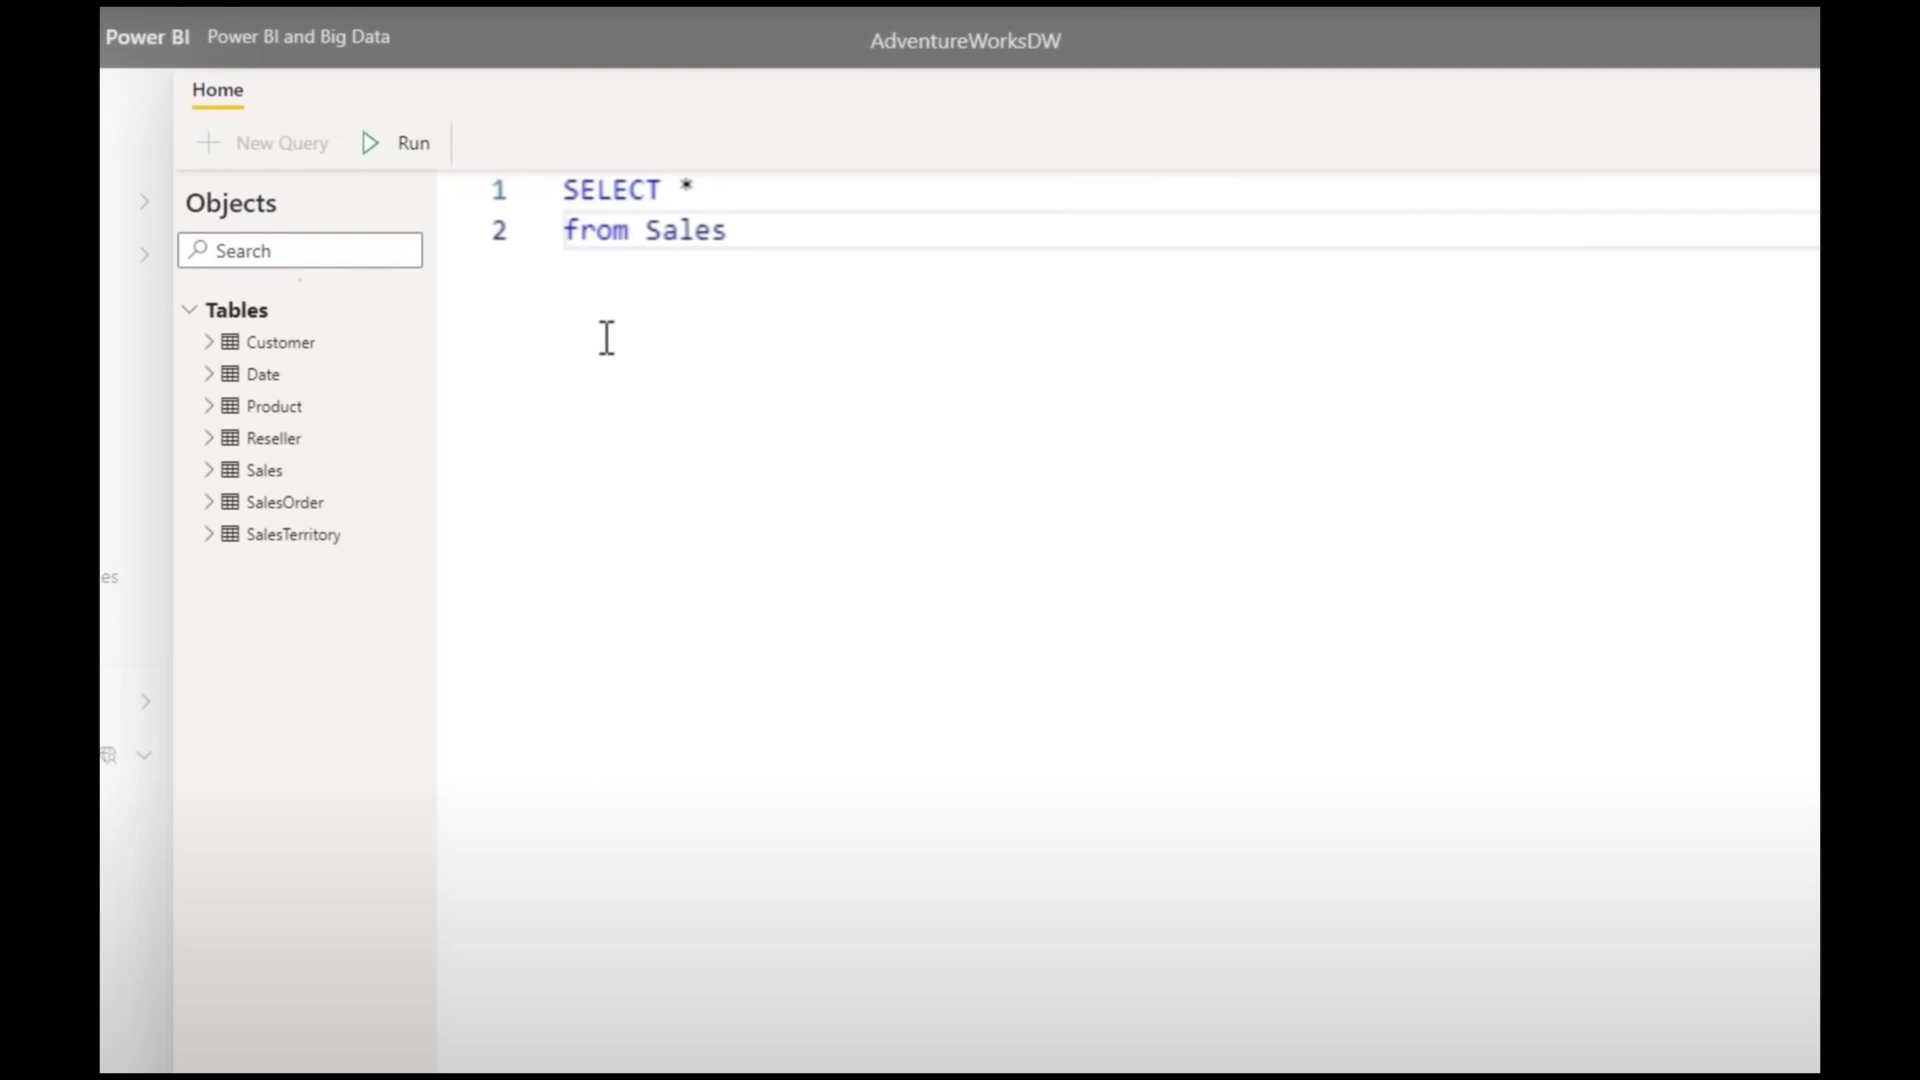 Power BI Power BI and Big Data
AdventureWorksDW
Home
New Query Run
Objects
Search
Tables
Customer
Date
Product
Reseller
Sales
SalesOrder
SalesTerritory
1 SELECT *
2 from Sales
es